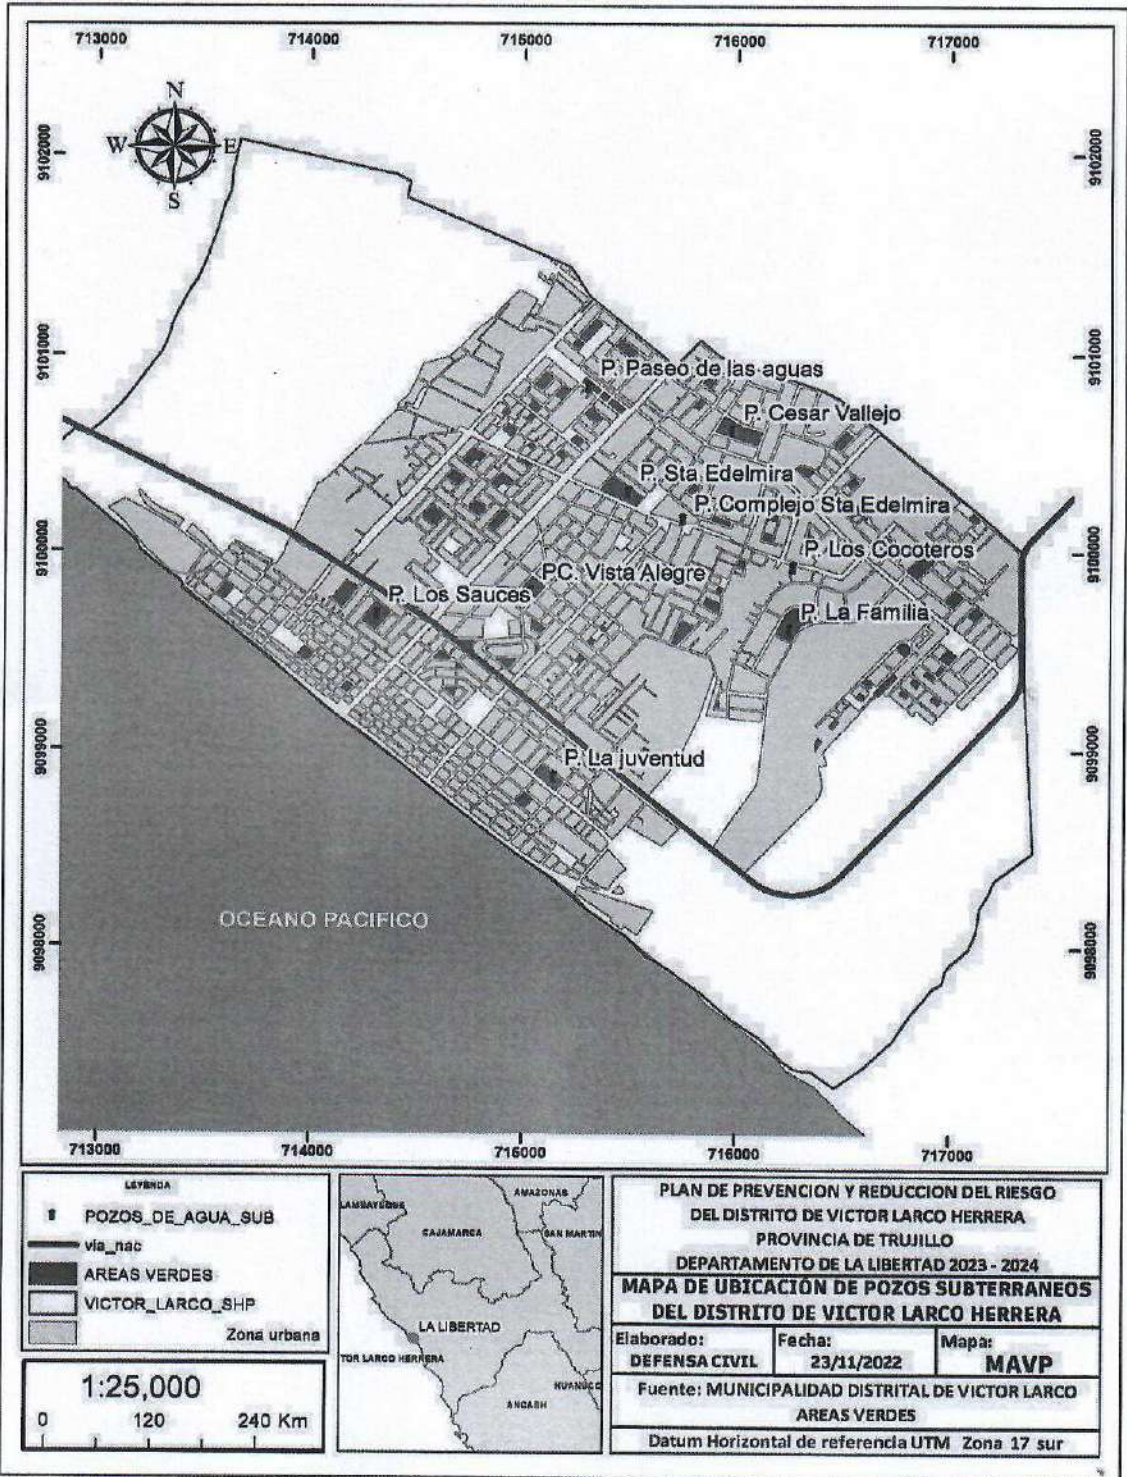 713000 714000 715000 716000 717000
N
W E
S
9102000 9102000
9101000 9101000
P. Paseo de las aguas
P. Cesar Vallejo
P. Sta Edelmira
P. Complejo Sta Edelmira
9100000 9100000
P. Los Cocoteros
PC. Vista Alegre
P. Los Sauces
P. La Familia
9099000 9099000
P. La juventud
OCEANO PACIFICO
9098000 9098000
713000 714000 715000 716000 717000
LEYENDA
POZOS_DE_AGUA_SUB
via_nac
AREAS VERDES
VICTOR_LARCO_SHP
Zona urbana
1:25,000
0 120 240 Km
LAMBAYEQUE
AMAZONAS
CAJAMARCA
SAN MARTIN
LA LIBERTAD
TOR LARCO HERRERA
HUANUCO
ANCASH
PLAN DE PREVENCION Y REDUCCION DEL RIESGO
DEL DISTRITO DE VICTOR LARCO HERRERA
PROVINCIA DE TRUJILLO
DEPARTAMENTO DE LA LIBERTAD 2023 - 2024
MAPA DE UBICACIÓN DE POZOS SUBTERRANEOS
DEL DISTRITO DE VICTOR LARCO HERRERA
Elaborado: Fecha: Mapa:
DEFENSA CIVIL 23/11/2022 MAVP
Fuente: MUNICIPALIDAD DISTRITAL DE VICTOR LARCO
AREAS VERDES
Datum Horizontal de referencia UTM Zona 17 sur